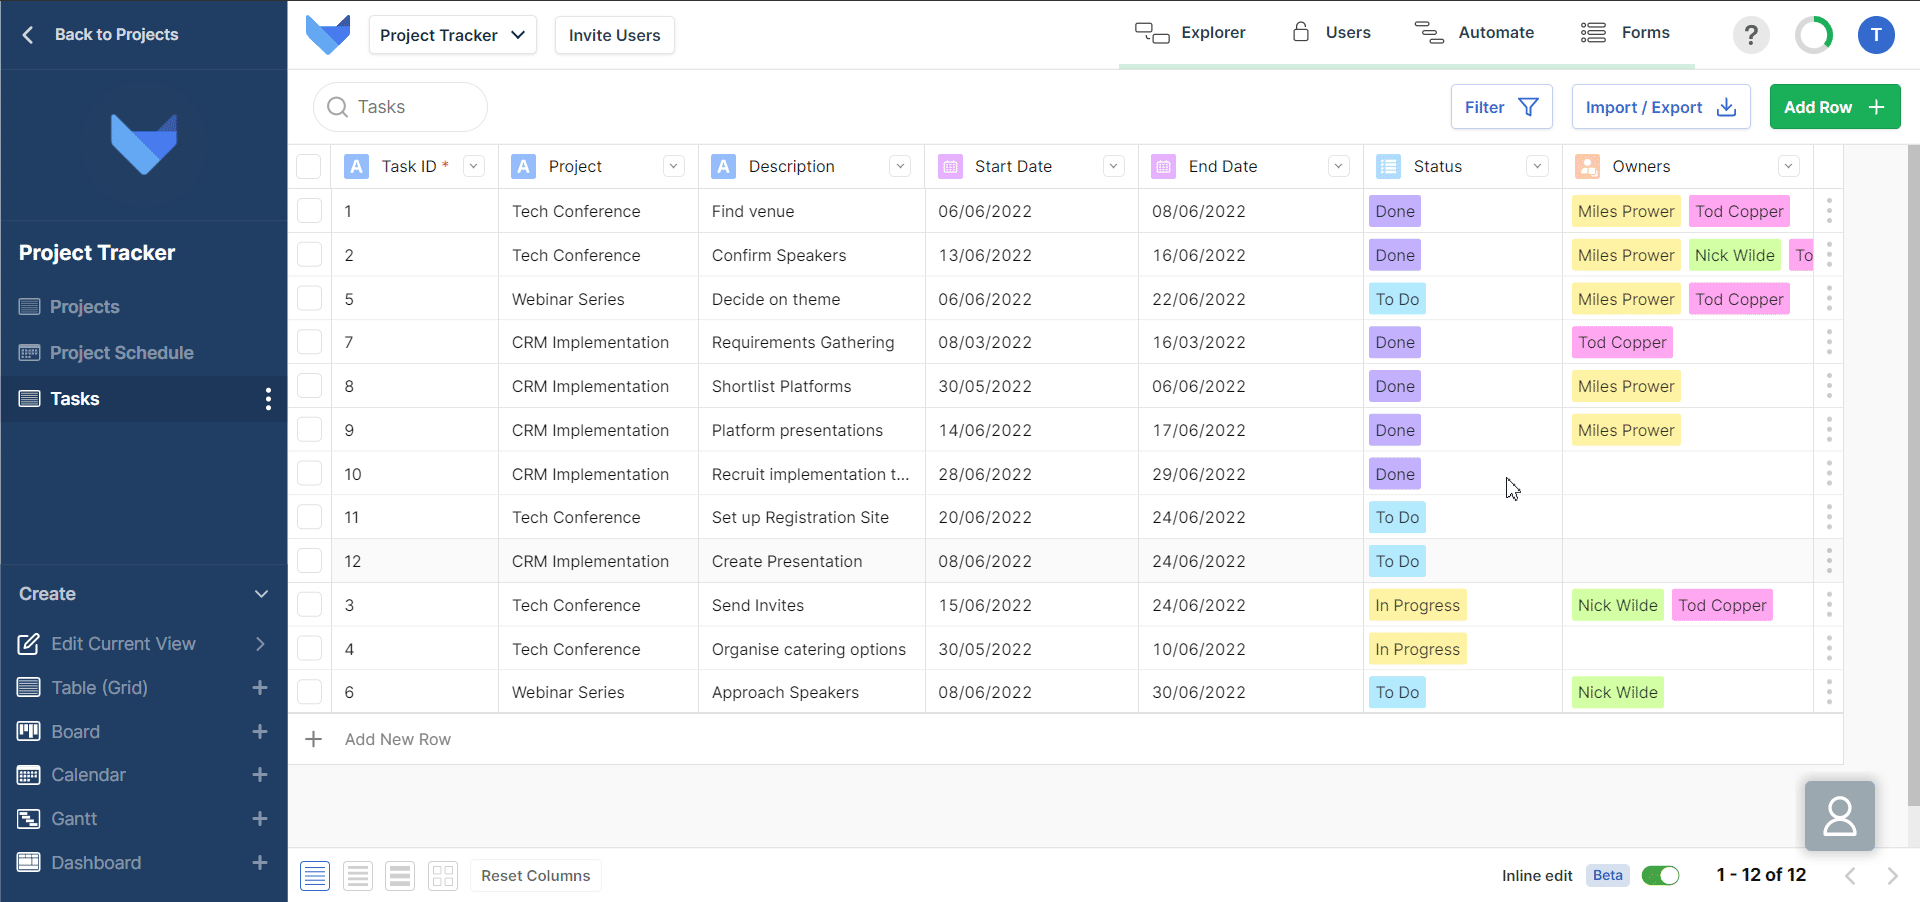 Back to Projects
Project Tracker
Invite Users
Explorer
Users
Automate
Forms
?
T
Tasks
Filter
Import / Export
Add Row
Project Tracker
Projects
Project Schedule
Tasks
Create
Edit Current View
Table (Grid)
Board
Calendar
Gantt
Dashboard
A Task ID * A Project A Description Start Date End Date Status Owners
1 Tech Conference Find venue 06/06/2022 08/06/2022 Done Miles Prower Tod Copper
2 Tech Conference Confirm Speakers 13/06/2022 16/06/2022 Done Miles Prower Nick Wilde To
5 Webinar Series Decide on theme 06/06/2022 22/06/2022 To Do Miles Prower Tod Copper
7 CRM Implementation Requirements Gathering 08/03/2022 16/03/2022 Done Tod Copper
8 CRM Implementation Shortlist Platforms 30/05/2022 06/06/2022 Done Miles Prower
9 CRM Implementation Platform presentations 14/06/2022 17/06/2022 Done Miles Prower
10 CRM Implementation Recruit implementation t... 28/06/2022 29/06/2022 Done
11 Tech Conference Set up Registration Site 20/06/2022 24/06/2022 To Do
12 CRM Implementation Create Presentation 08/06/2022 24/06/2022 To Do
3 Tech Conference Send Invites 15/06/2022 24/06/2022 In Progress Nick Wilde Tod Copper
4 Tech Conference Organise catering options 30/05/2022 10/06/2022 In Progress
6 Webinar Series Approach Speakers 08/06/2022 30/06/2022 To Do Nick Wilde
Add New Row
Reset Columns
Inline edit Beta
1 - 12 of 12